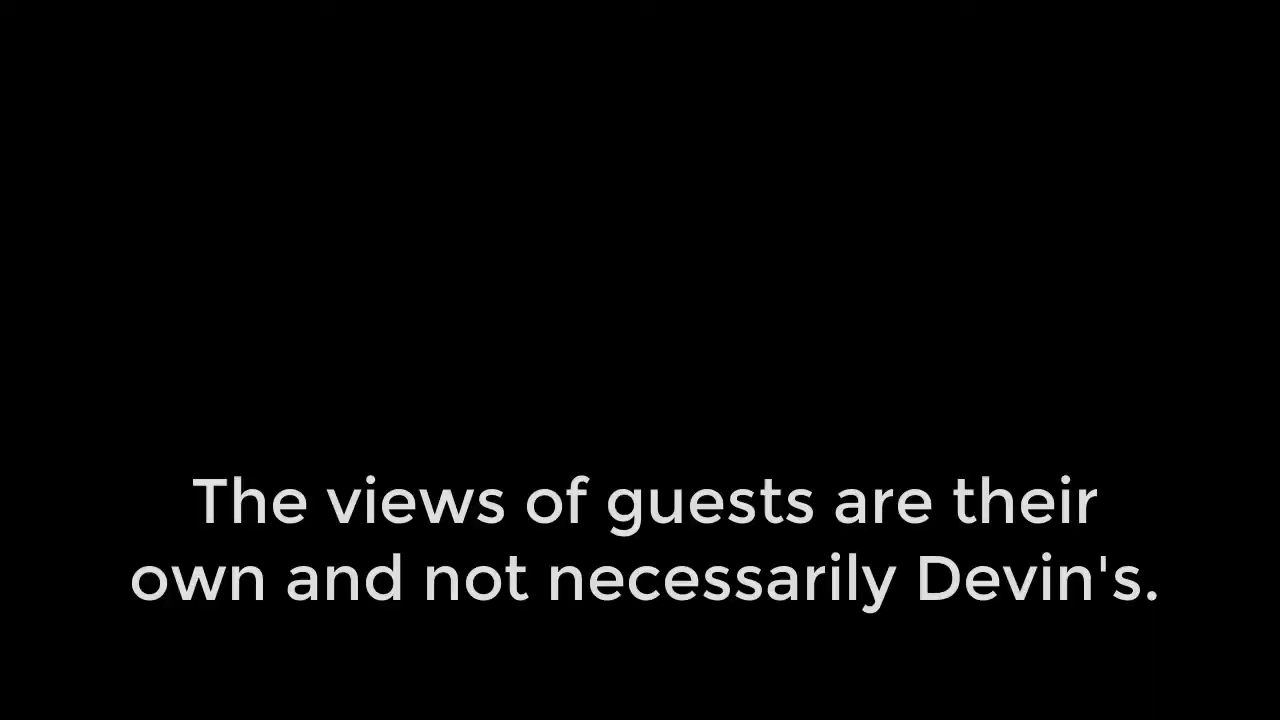 The views of guests are their
own and not necessarily Devin's.